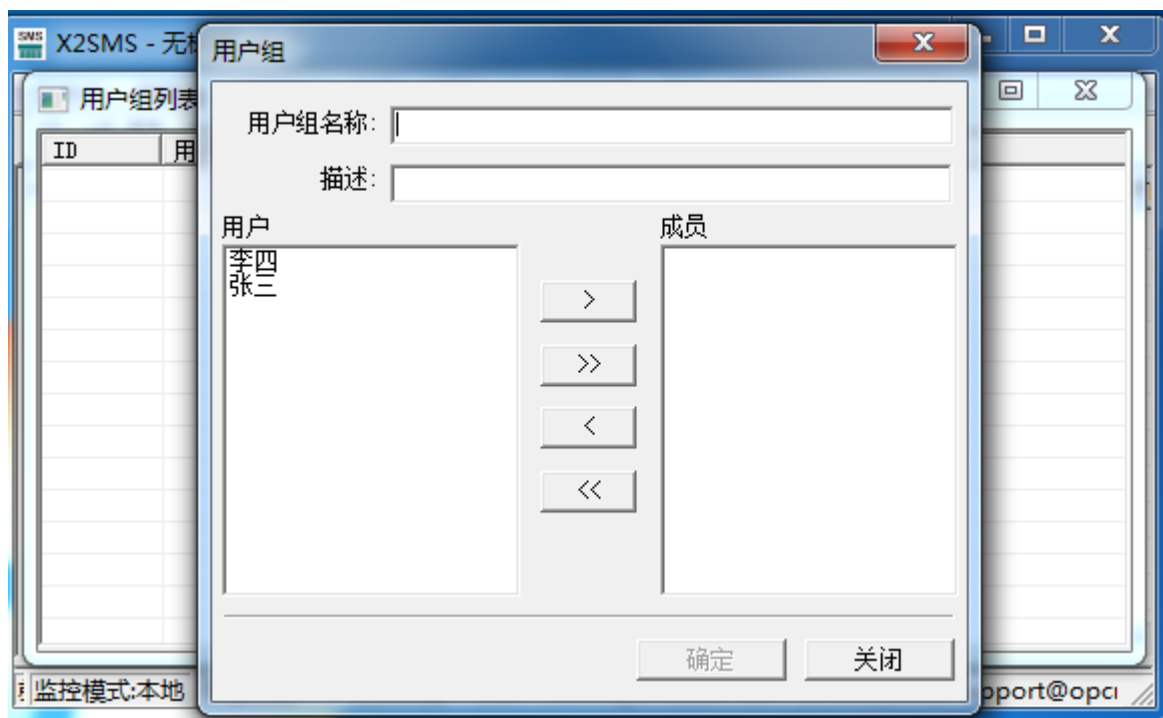 SMS
X2SMS - 无
用户组
用户组列表
ID
用
用户组名称:
描述:
用户
成员
李四
张三
>
>>
<
<<
确定
关闭
监控模式:本地
pport@opc